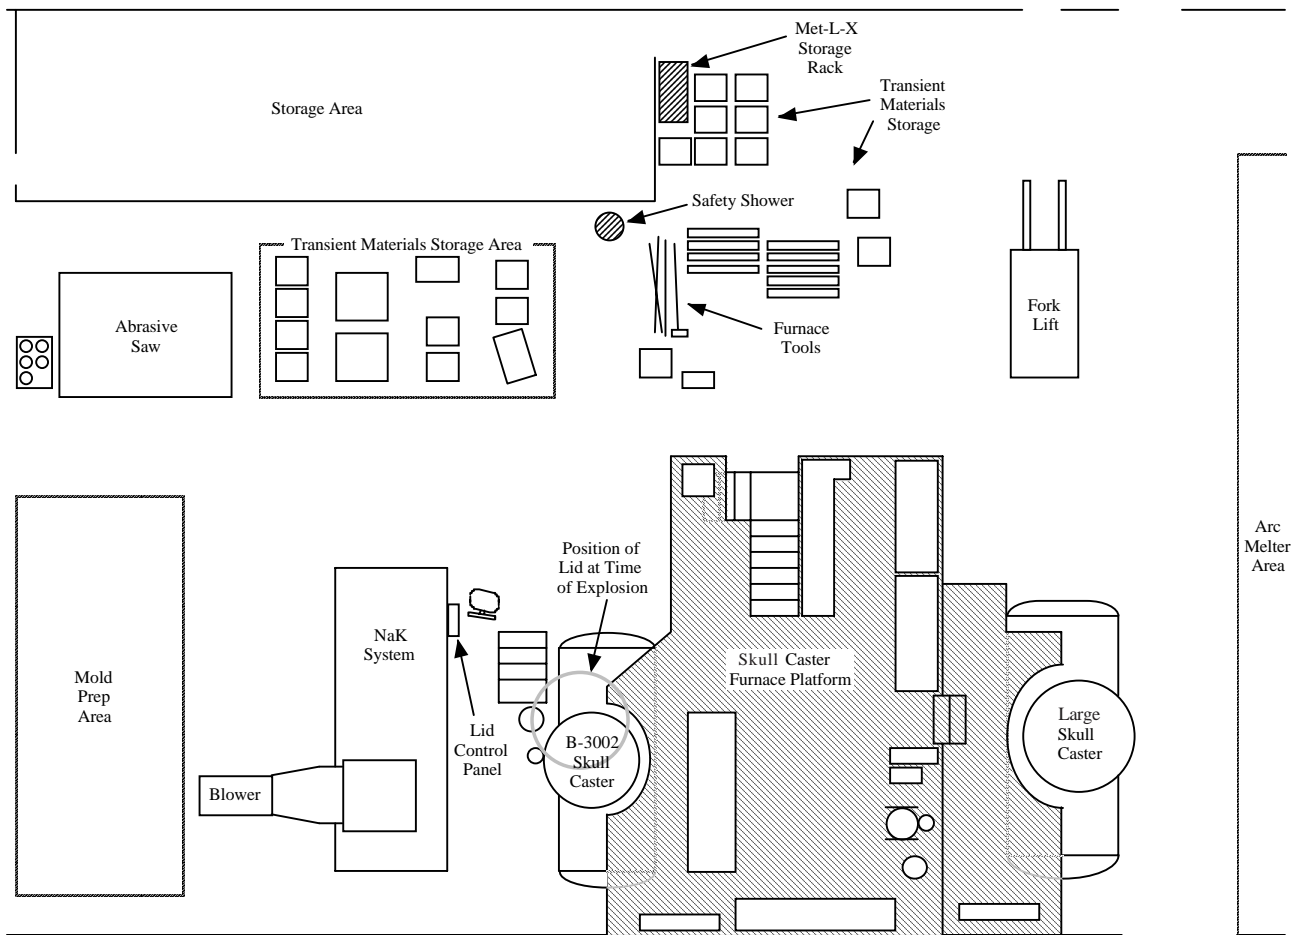 Met-L-X
Storage
Rack
Storage Area
Transient
Materials
Storage
Safety Shower
Transient Materials Storage Area
Abrasive
Saw
Furnace
Tools
Fork
Lift
Arc
Melter
Area
Position of
Lid at Time
of Explosion
NaK
System
Mold
Prep
Area
Skull Caster
Furnace Platform
Lid
Control
Panel
B-3002
Skull
Caster
Large
Skull
Caster
Blower